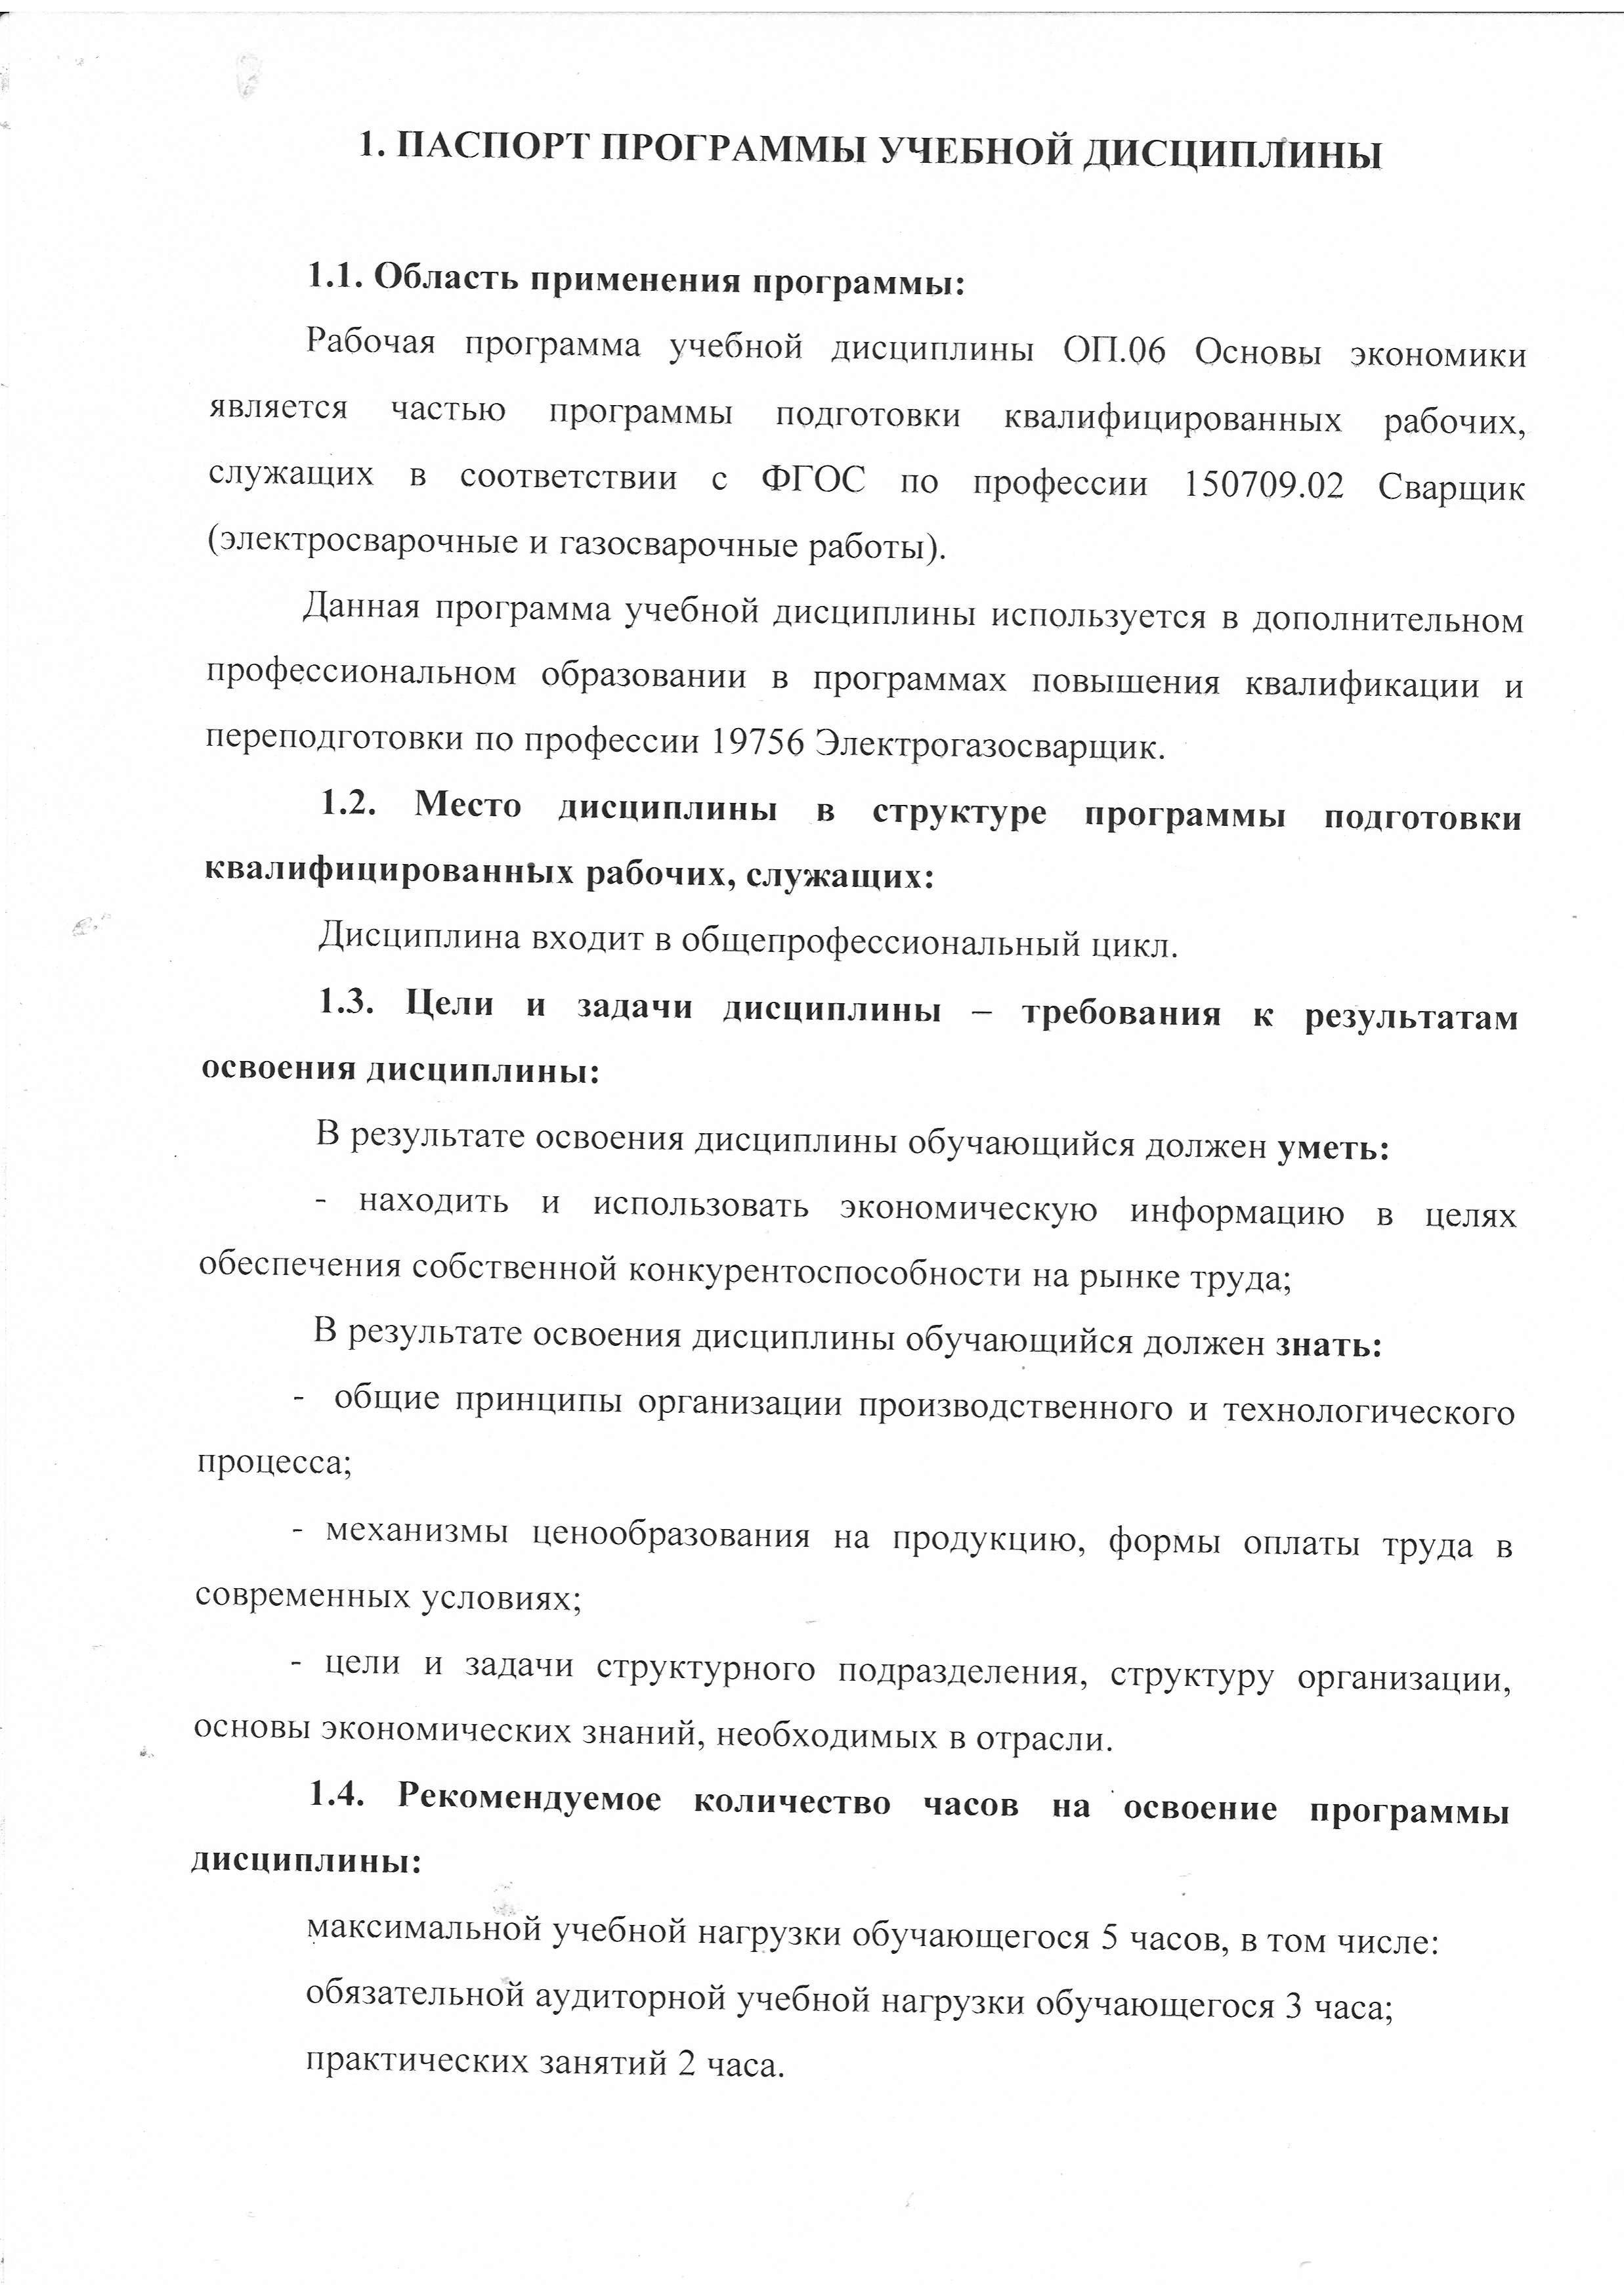 1. ПАСПОРТ ПРОГРАММЫ УЧЕБНОЙ ДИСЦИПЛИНЫ
1.1. Область применения программы:
Рабочая программа учебной дисциплины ОП.06 Основы экономики
является частью программы подготовки квалифицированных рабочих,
служащих в соответствии с ФГОС по профессии 150709.02 Сварщик
(электросварочные и газосварочные работы).
Данная программа учебной дисциплины используется в дополнительном
профессиональном образовании в программах повышения квалификации и
переподготовки по профессии 19756 Электрогазосварщик.
1.2. Место дисциплины в структуре программы подготовки
квалифицированных рабочих, служащих:
Дисциплина входит в общепрофессиональный цикл.
1.3. Цели и задачи дисциплины – требования к результатам
освоения дисциплины:
В результате освоения дисциплины обучающийся должен уметь:
- находить и использовать экономическую информацию в целях
обеспечения собственной конкурентоспособности на рынке труда;
В результате освоения дисциплины обучающийся должен знать:
- общие принципы организации производственного и технологического
процесса;
- механизмы ценообразования на продукцию, формы оплаты труда в
современных условиях;
- цели и задачи структурного подразделения, структуру организации,
основы экономических знаний, необходимых в отрасли.
1.4. Рекомендуемое количество часов на освоение программы
дисциплины:
максимальной учебной нагрузки обучающегося 5 часов, в том числе:
обязательной аудиторной учебной нагрузки обучающегося 3 часа;
практических занятий 2 часа.